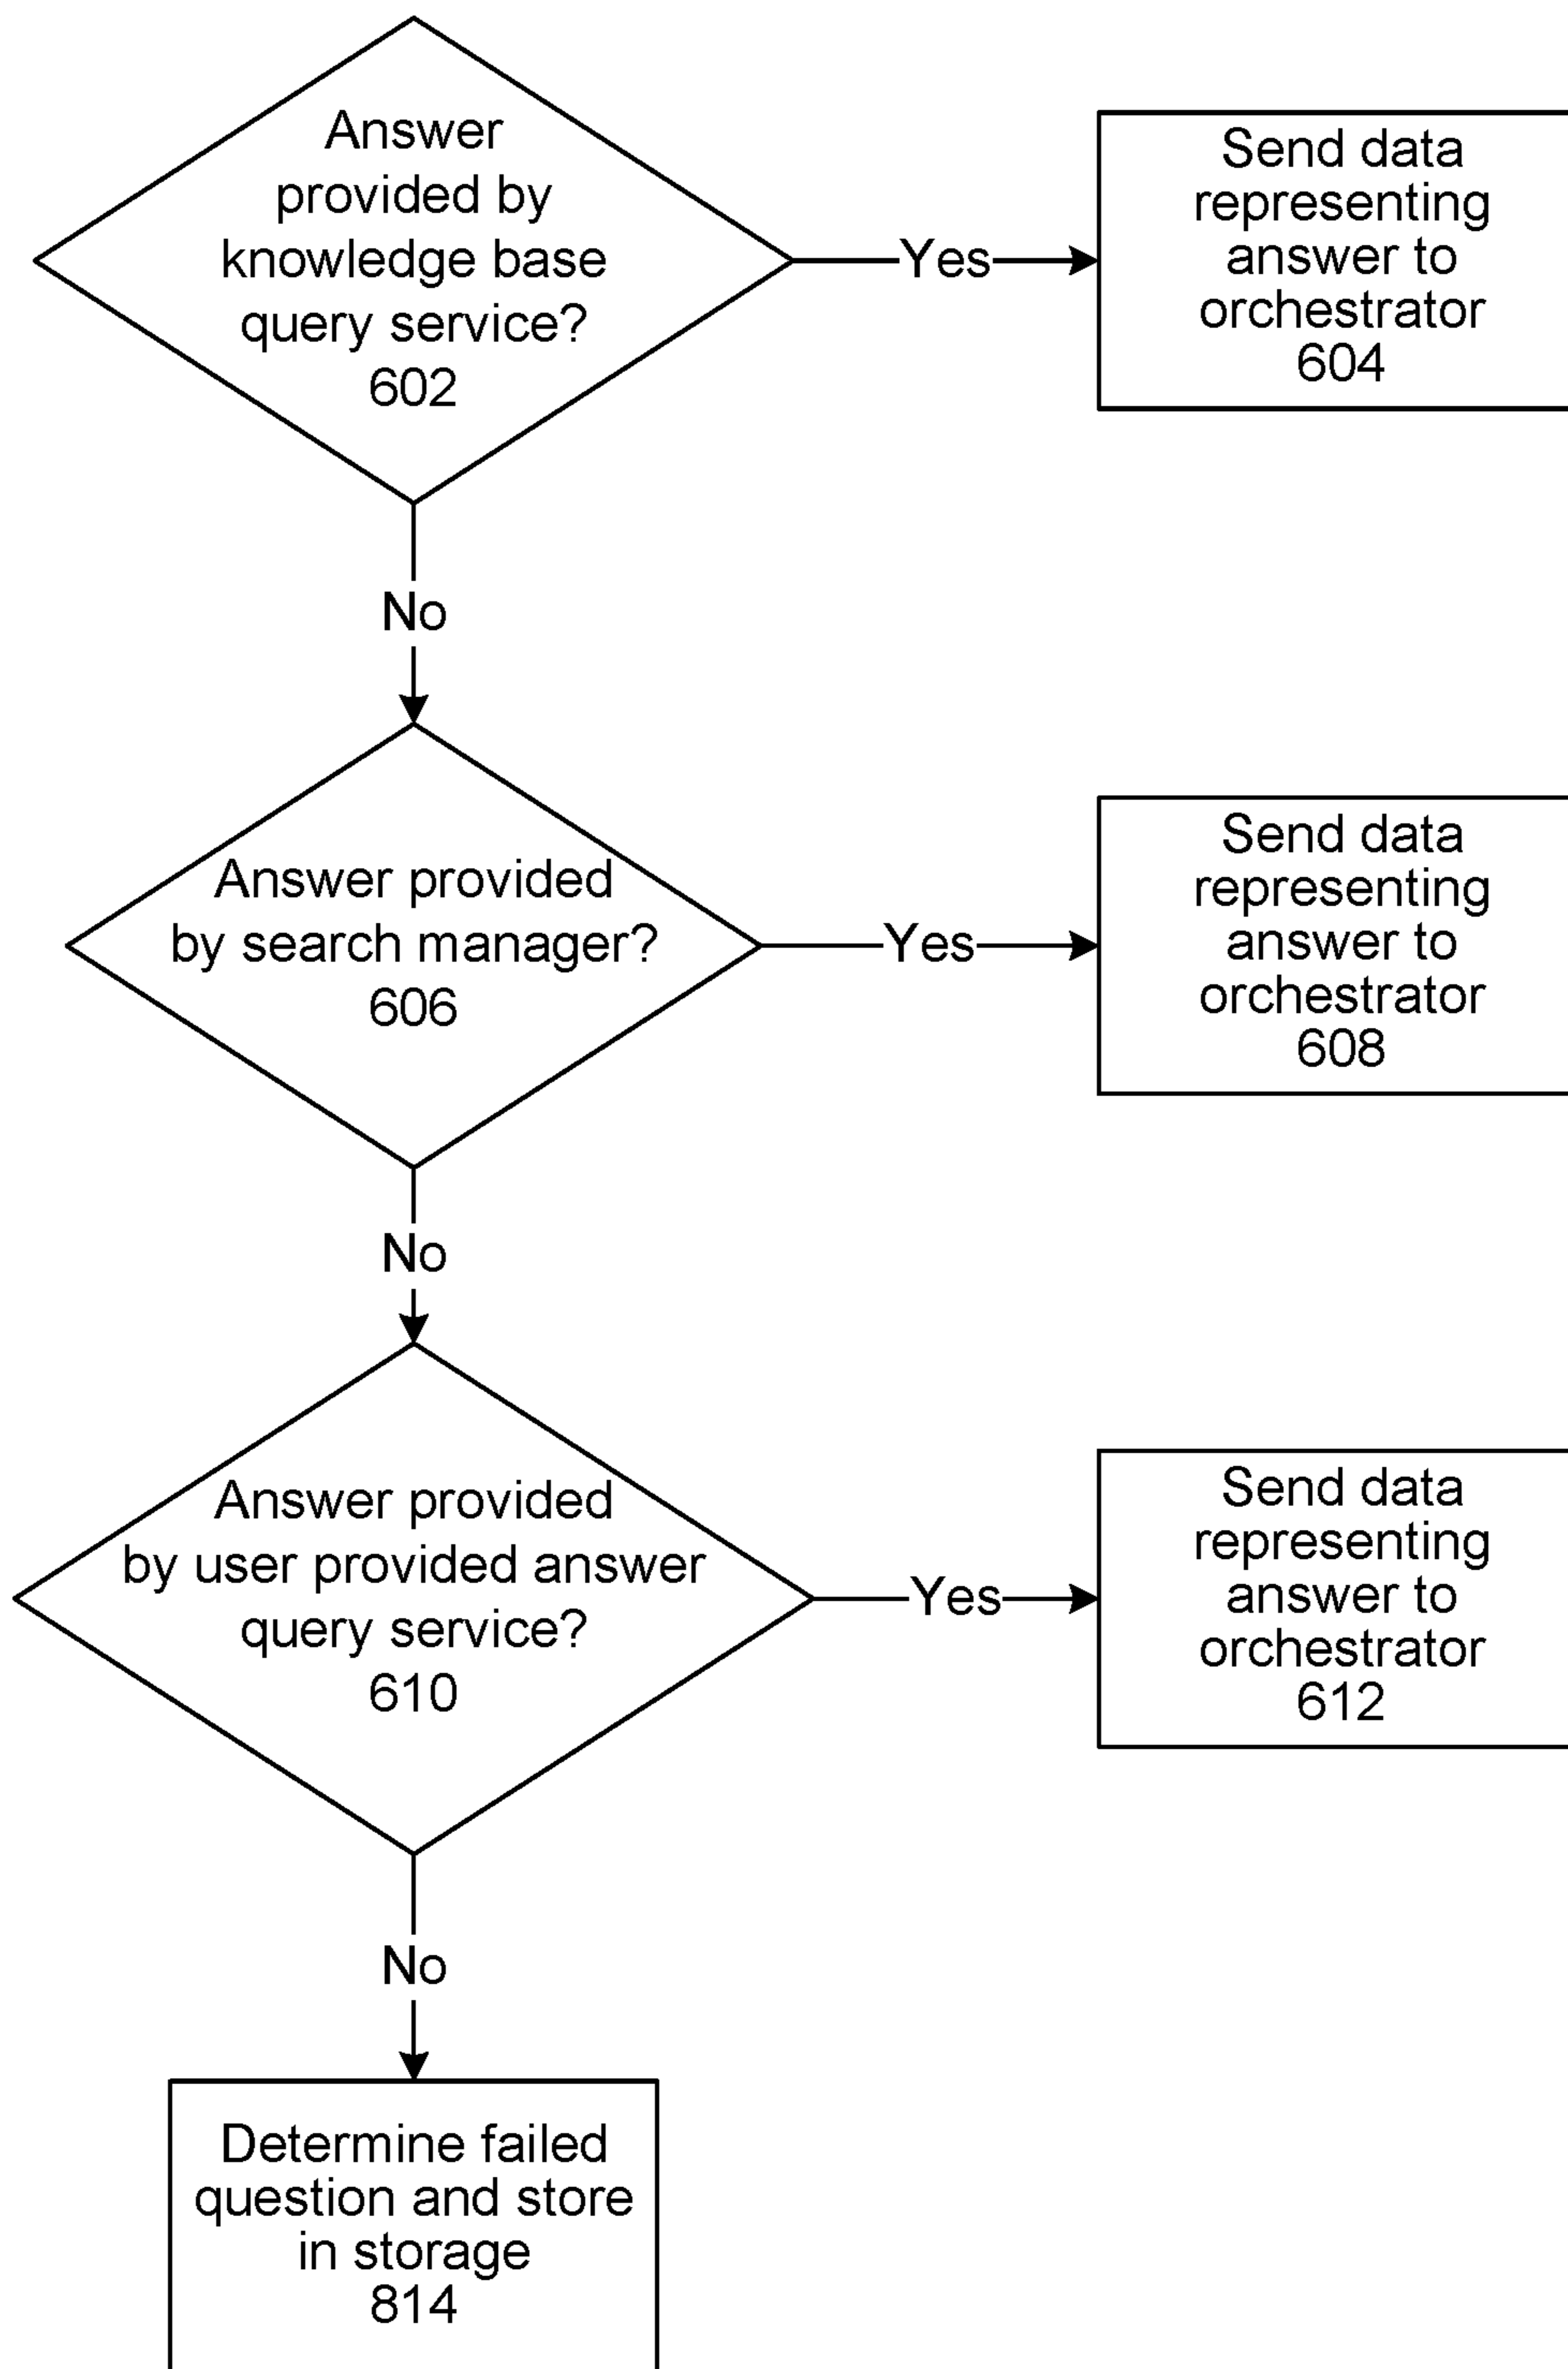 Answer
provided by
knowledge base
query service?
602
Yes
Send data
representing
answer to
orchestrator
604
No
Answer provided
by search manager?
606
Yes
Send data
representing
answer to
orchestrator
608
No
Answer provided
by user provided answer
query service?
610
Yes
Send data
representing
answer to
orchestrator
612
No
Determine failed
question and store
in storage
814